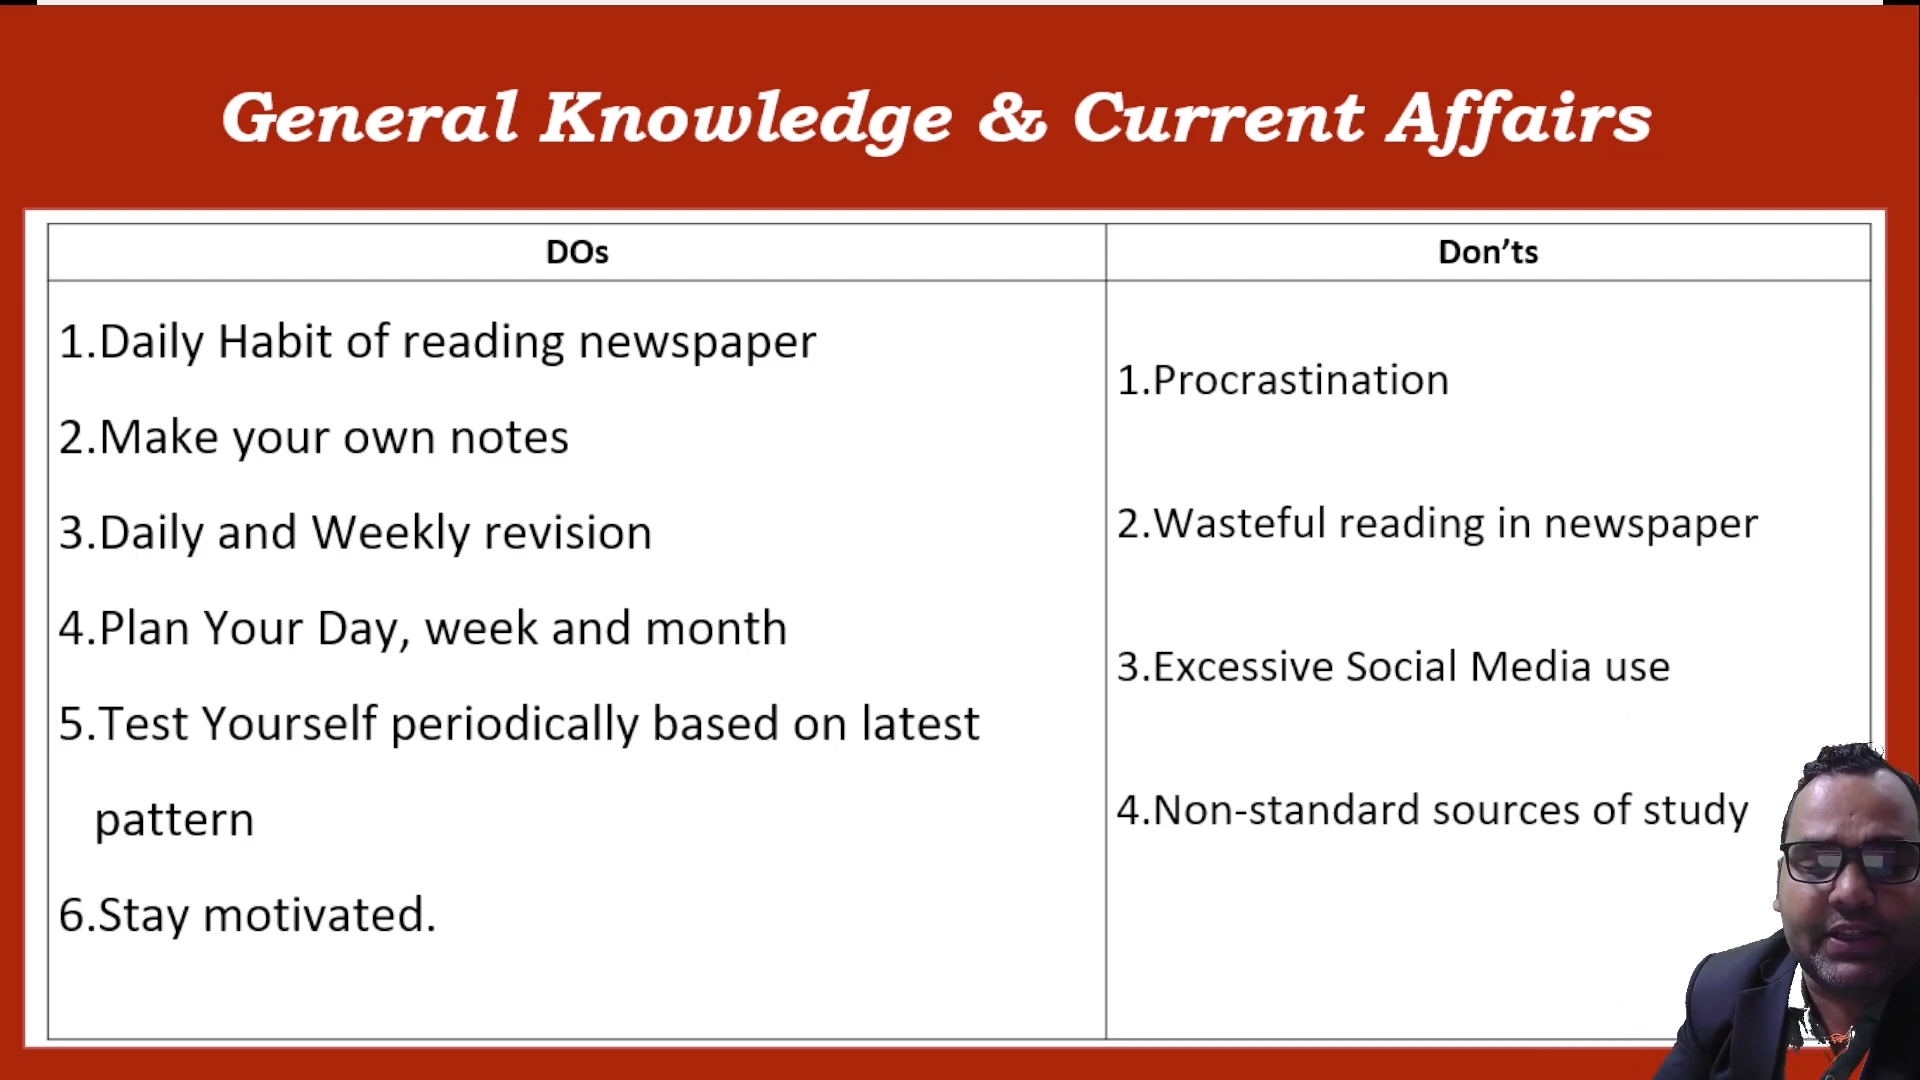 General Knowledge & Current Affairs
DOs
1.Daily Habit of reading newspaper
2.Make your own notes
3.Daily and Weekly revision
4.Plan Your Day, week and month
5.Test Yourself periodically based on latest
pattern
6.Stay motivated.
Don’ts
1.Procrastination
2.Wasteful reading in newspaper
3.Excessive Social Media use
4.Non-standard sources of study